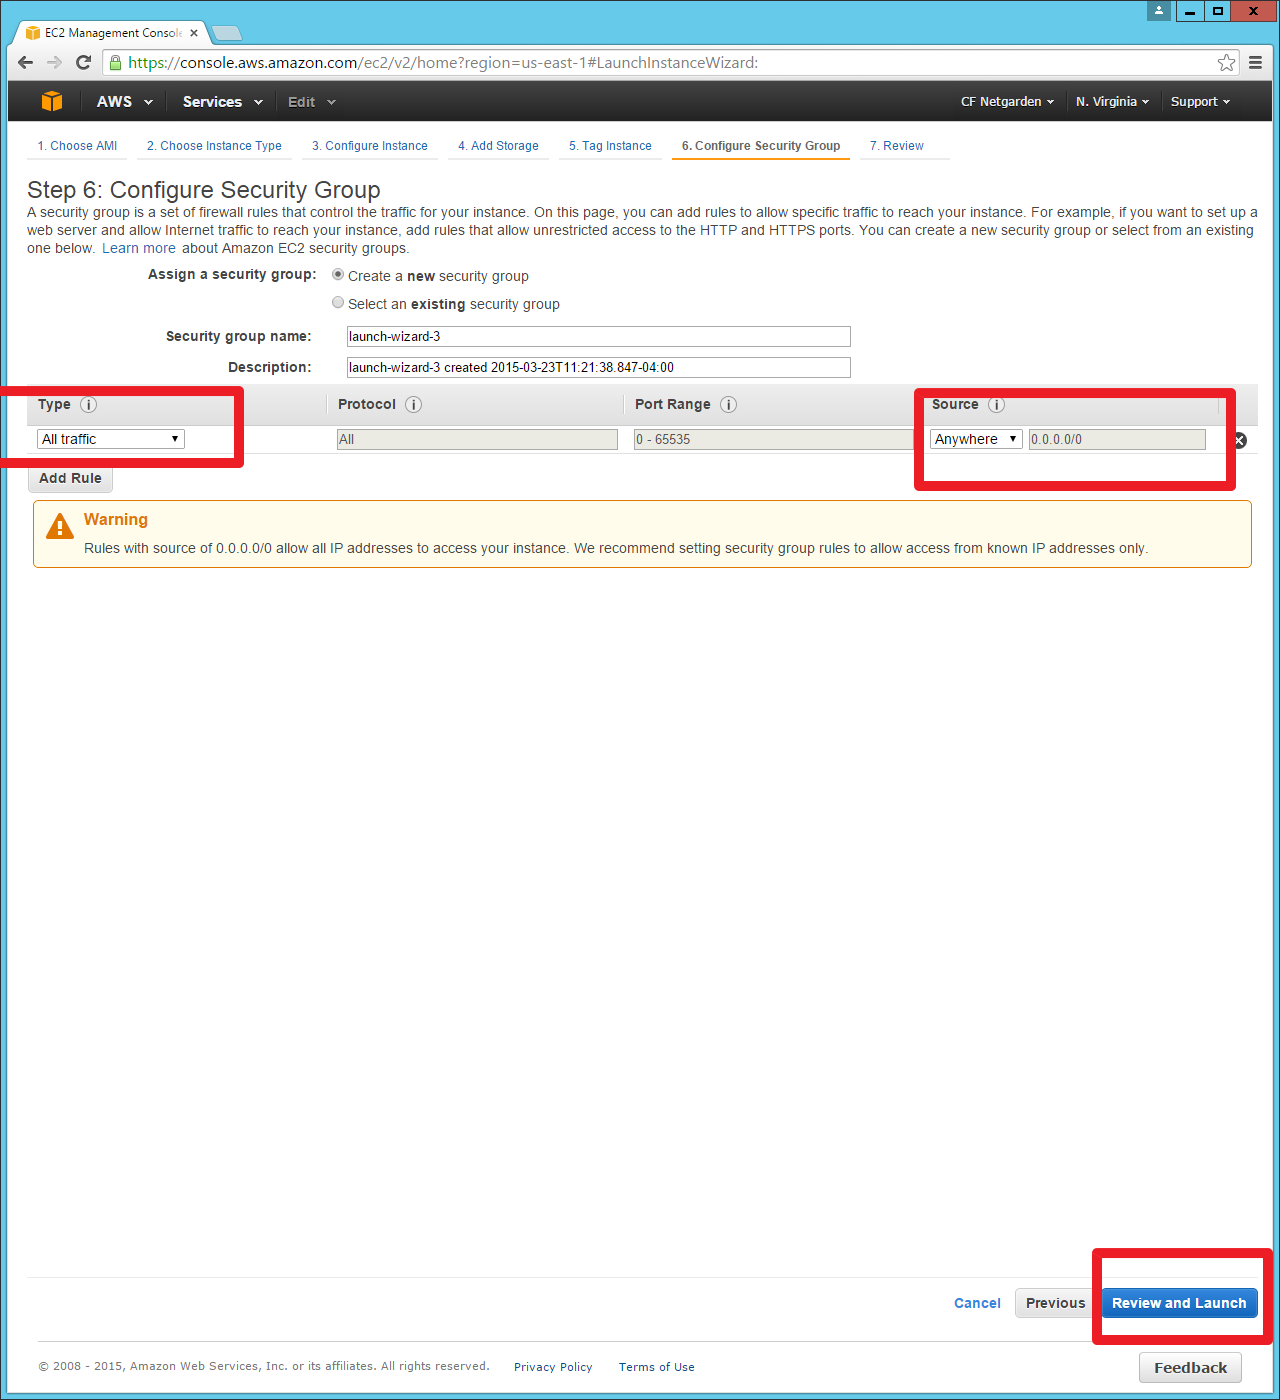 EC2 Management Console
https://console.aws.amazon.com/ec2/v2/home?region=us-east-1#LaunchInstanceWizard:
AWS Services Edit CF Netgarden N. Virginia Support
1. Choose AMI 2. Choose Instance Type 3. Configure Instance 4. Add Storage 5. Tag Instance 6. Configure Security Group 7. Review
Step 6: Configure Security Group
A security group is a set of firewall rules that control the traffic for your instance. On this page, you can add rules to allow specific traffic to reach your instance. For example, if you want to set up a
web server and allow Internet traffic to reach your instance, add rules that allow unrestricted access to the HTTP and HTTPS ports. You can create a new security group or select from an existing
one below. Learn more about Amazon EC2 security groups.
Assign a security group: Create a new security group
Select an existing security group
Security group name: launch-wizard-3
Description: launch-wizard-3 created 2015-03-23T11:21:38.847-04:00
Type Protocol Port Range Source
All traffic All 0 - 65535 Anywhere 0.0.0.0/0
Add Rule
Warning
Rules with source of 0.0.0.0/0 allow all IP addresses to access your instance. We recommend setting security group rules to allow access from known IP addresses only.
Cancel Previous Review and Launch
© 2008 - 2015, Amazon Web Services, Inc. or its affiliates. All rights reserved. Privacy Policy Terms of Use Feedback